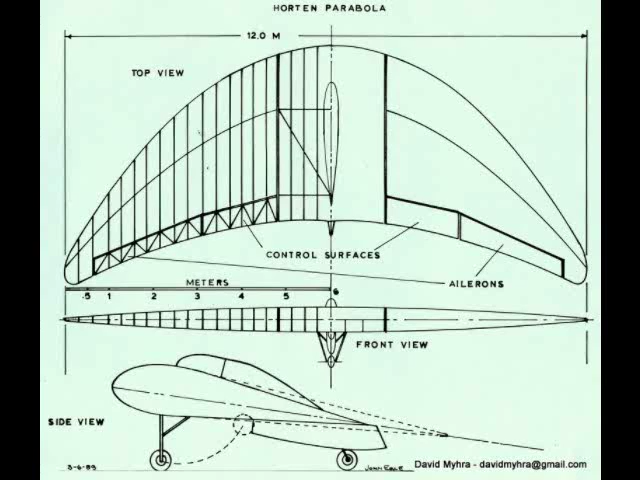 HORTEN PARABOLA
12.0 M
TOP VIEW
CONTROL SURFACES
METERS
AILERONS
.5 1 2 3 4 5 6
FRONT VIEW
SIDE VIEW
3-6-89
David Myhra - davidmyhra@gmail.com